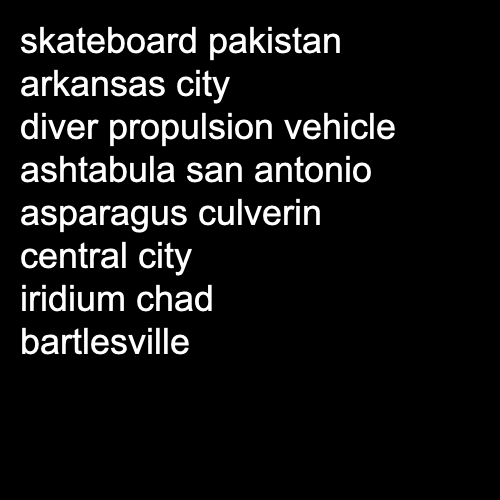 skateboard pakistan
arkansas city
diver propulsion vehicle
ashtabula san antonio
asparagus culverin
central city
iridium chad
bartlesville